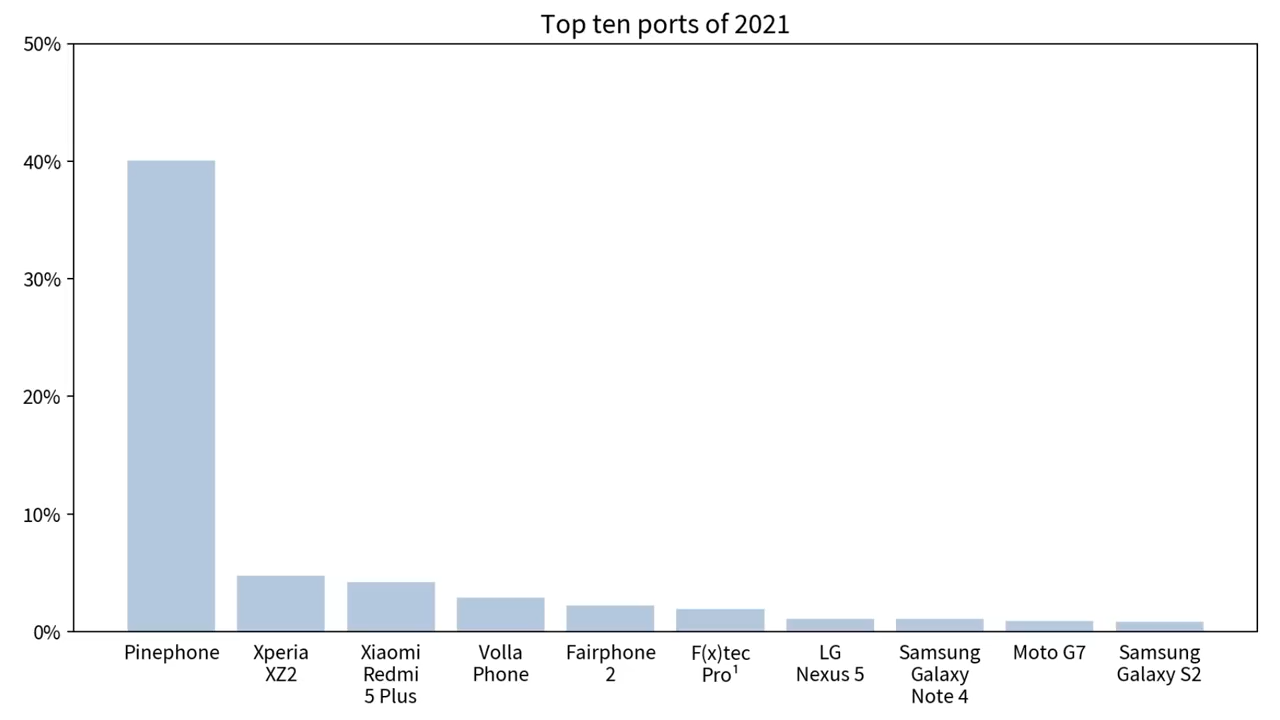 Top ten ports of 2021
50%
40%
30%
20%
10%
0%
Pinephone
Xperia
XZ2
Xiaomi
Redmi
5 Plus
Volla
Phone
Fairphone
2
F(x)tec
Pro¹
LG
Nexus 5
Samsung
Galaxy
Note 4
Moto G7
Samsung
Galaxy S2